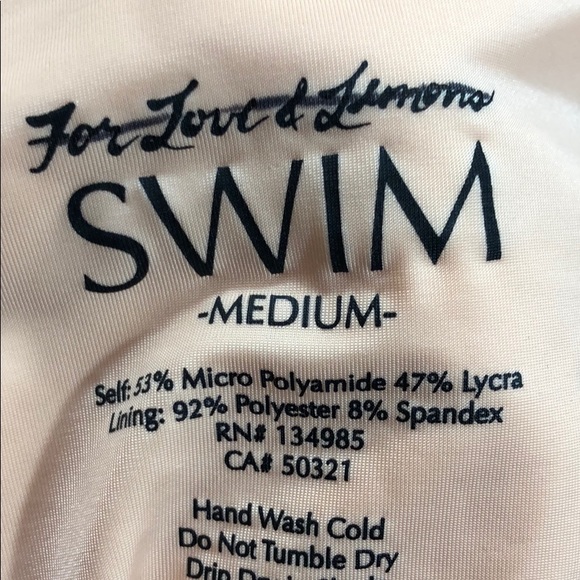 For Love & Lemons
SWIM
-MEDIUM-
Self: 53% Micro Polyamide 47% Lycra
Lining: 92% Polyester 8% Spandex
RN# 134985
CA# 50321
Hand Wash Cold
Do Not Tumble Dry
Drip